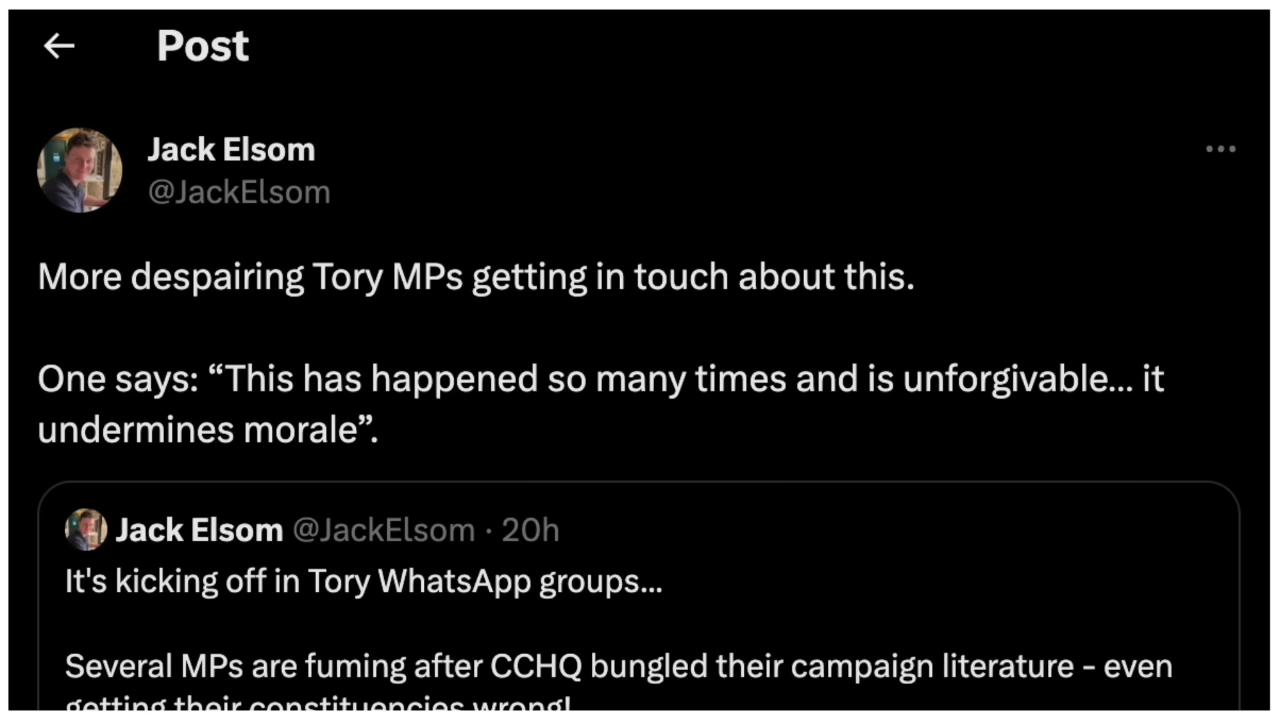 Post
Jack Elsom
@JackElsom
More despairing Tory MPs getting in touch about this.
One says: “This has happened so many times and is unforgivable... it
undermines morale”.
Jack Elsom @JackElsom · 20h
It's kicking off in Tory WhatsApp groups...
Several MPs are fuming after CCHQ bungled their campaign literature - even
getting their constituencies wrong!